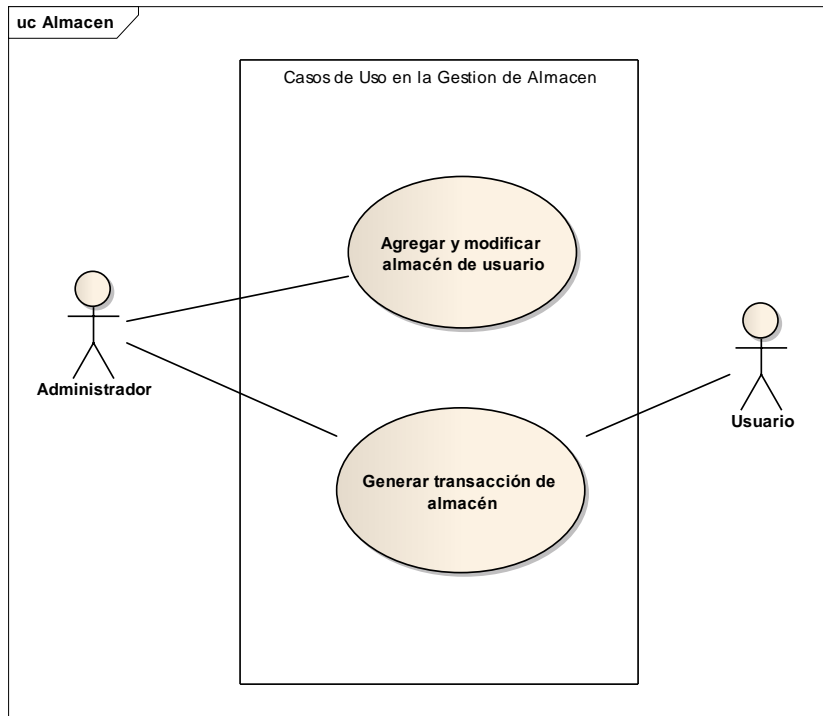 uc Almacen
Casos de Uso en la Gestion de Almacen
Agregar y modificar
almacén de usuario
Administrador
Usuario
Generar transacción de
almacén